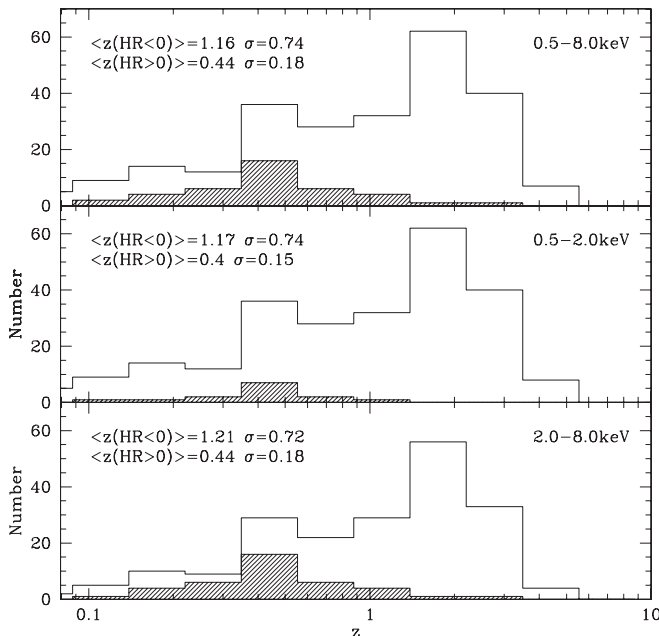 60
<z(HR<0)>=1.16 σ=0.74
0.5−8.0keV
<z(HR>0)>=0.44 σ=0.18
40
20
0
60
<z(HR<0)>=1.17 σ=0.74
0.5−2.0keV
<z(HR>0)>=0.4 σ=0.15
40
Number
20
0
60
<z(HR<0)>=1.21 σ=0.72
2.0−8.0keV
<z(HR>0)>=0.44 σ=0.18
40
Number
20
0
0.1
1
10
z